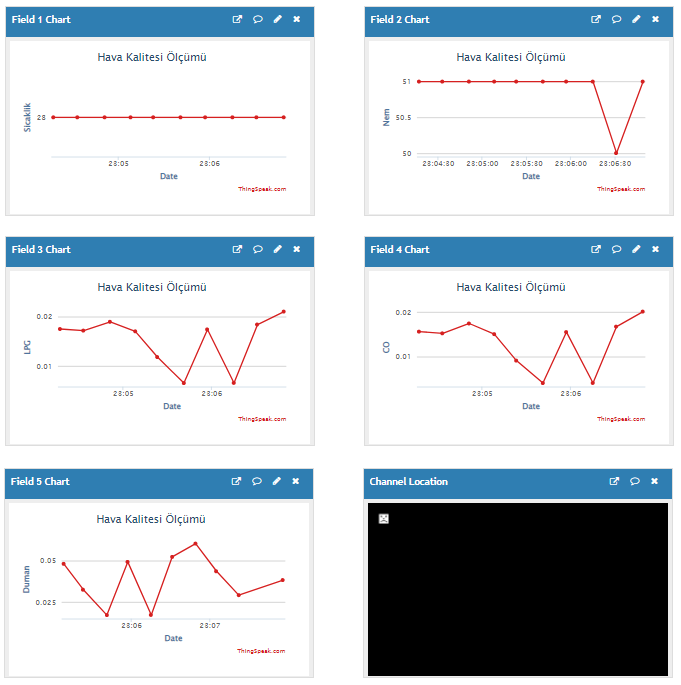 Field 1 Chart
Hava Kalitesi Ölçümü
Sicaklik
28
23:05
23:06
Date
ThingSpeak.com
Field 2 Chart
Hava Kalitesi Ölçümü
Nem
51
50.5
50
23:04:30
23:05:00
23:05:30
23:06:00
23:06:30
Date
ThingSpeak.com
Field 3 Chart
Hava Kalitesi Ölçümü
LPG
0.02
0.01
23:05
23:06
Date
ThingSpeak.com
Field 4 Chart
Hava Kalitesi Ölçümü
CO
0.02
0.01
23:05
23:06
Date
ThingSpeak.com
Field 5 Chart
Hava Kalitesi Ölçümü
Duman
0.05
0.025
23:06
23:07
Date
ThingSpeak.com
Channel Location